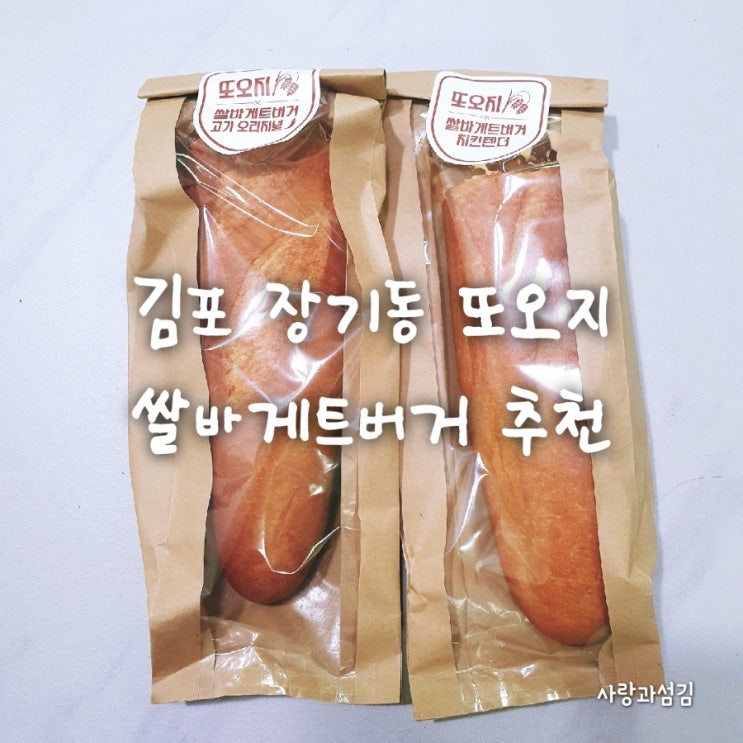 또오지
×
쌀바게트버거
고기 오리지널
또오지
×
쌀바게트버거
치킨텐더
김포 장기동 또오지
쌀바게트버거 추천
사랑과섬김